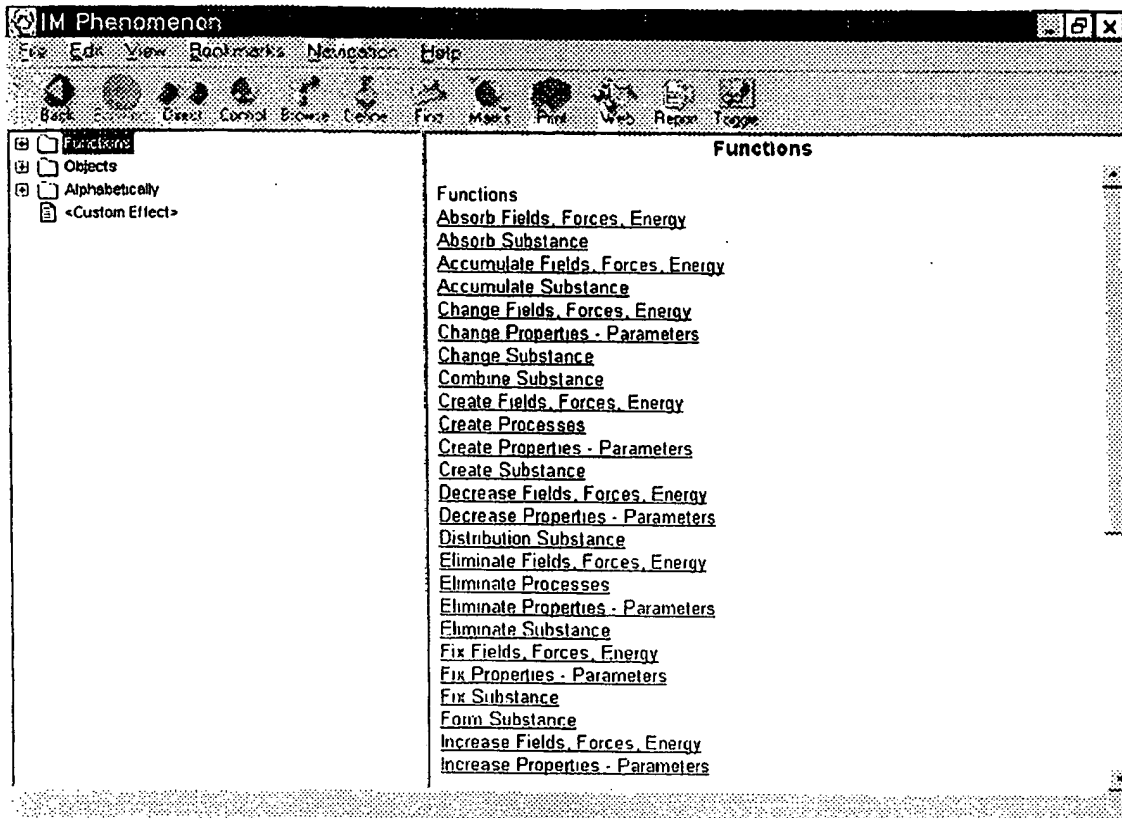 IM Phenomenon
File Edit View Bookmarks Navigation Help
Back Direct Control Browse Define Find Marks Print Web Report Toggle
Functions
Objects
Alphabetically
<Custom Effect>
Functions
Functions
Absorb Fields, Forces, Energy
Absorb Substance
Accumulate Fields, Forces, Energy
Accumulate Substance
Change Fields, Forces, Energy
Change Properties - Parameters
Change Substance
Combine Substance
Create Fields, Forces, Energy
Create Processes
Create Properties - Parameters
Create Substance
Decrease Fields, Forces, Energy
Decrease Properties - Parameters
Distribution Substance
Eliminate Fields, Forces, Energy
Eliminate Processes
Eliminate Properties - Parameters
Eliminate Substance
Fix Fields, Forces, Energy
Fix Properties - Parameters
Fix Substance
Form Substance
Increase Fields, Forces, Energy
Increase Properties - Parameters